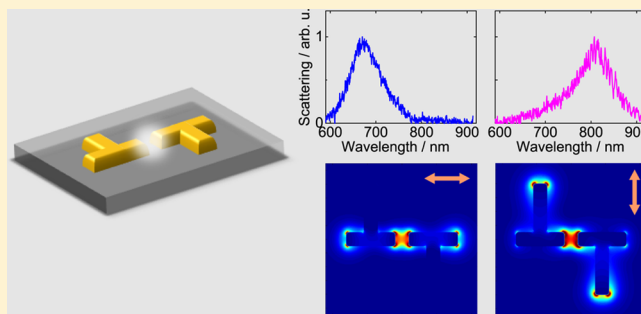 Scattering / arb. u.
1
0
600 700 800 900
Wavelength / nm
600 700 800 900
Wavelength / nm